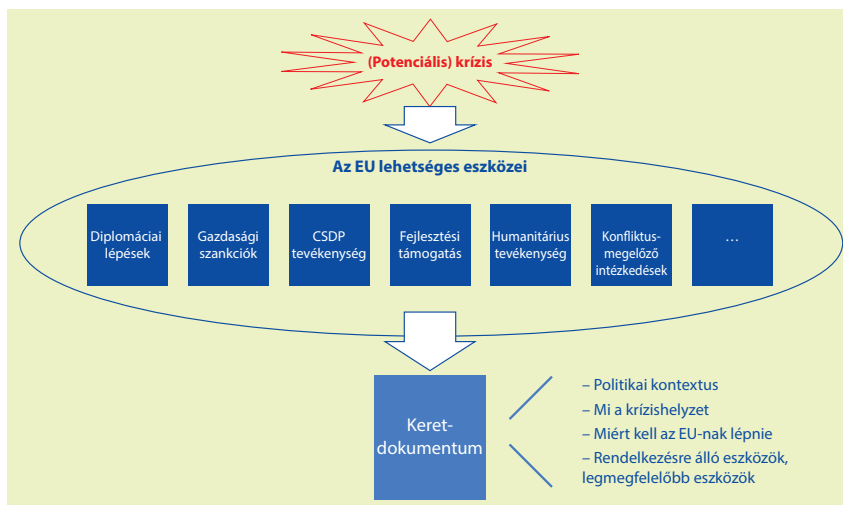 (Potenciális) krízis
Az EU lehetséges eszközei
Diplomáciai
lépések
Gazdasági
szankciók
CSDP
tevékenység
Fejlesztési
támogatás
Humanitárius
tevékenység
Konfliktus-
megelőző
intézkedések
…
Keret-
dokumentum
– Politikai kontextus
– Mi a krízishelyzet
– Miért kell az EU-nak lépnie
– Rendelkezésre álló eszközök,
legmegfelelőbb eszközök